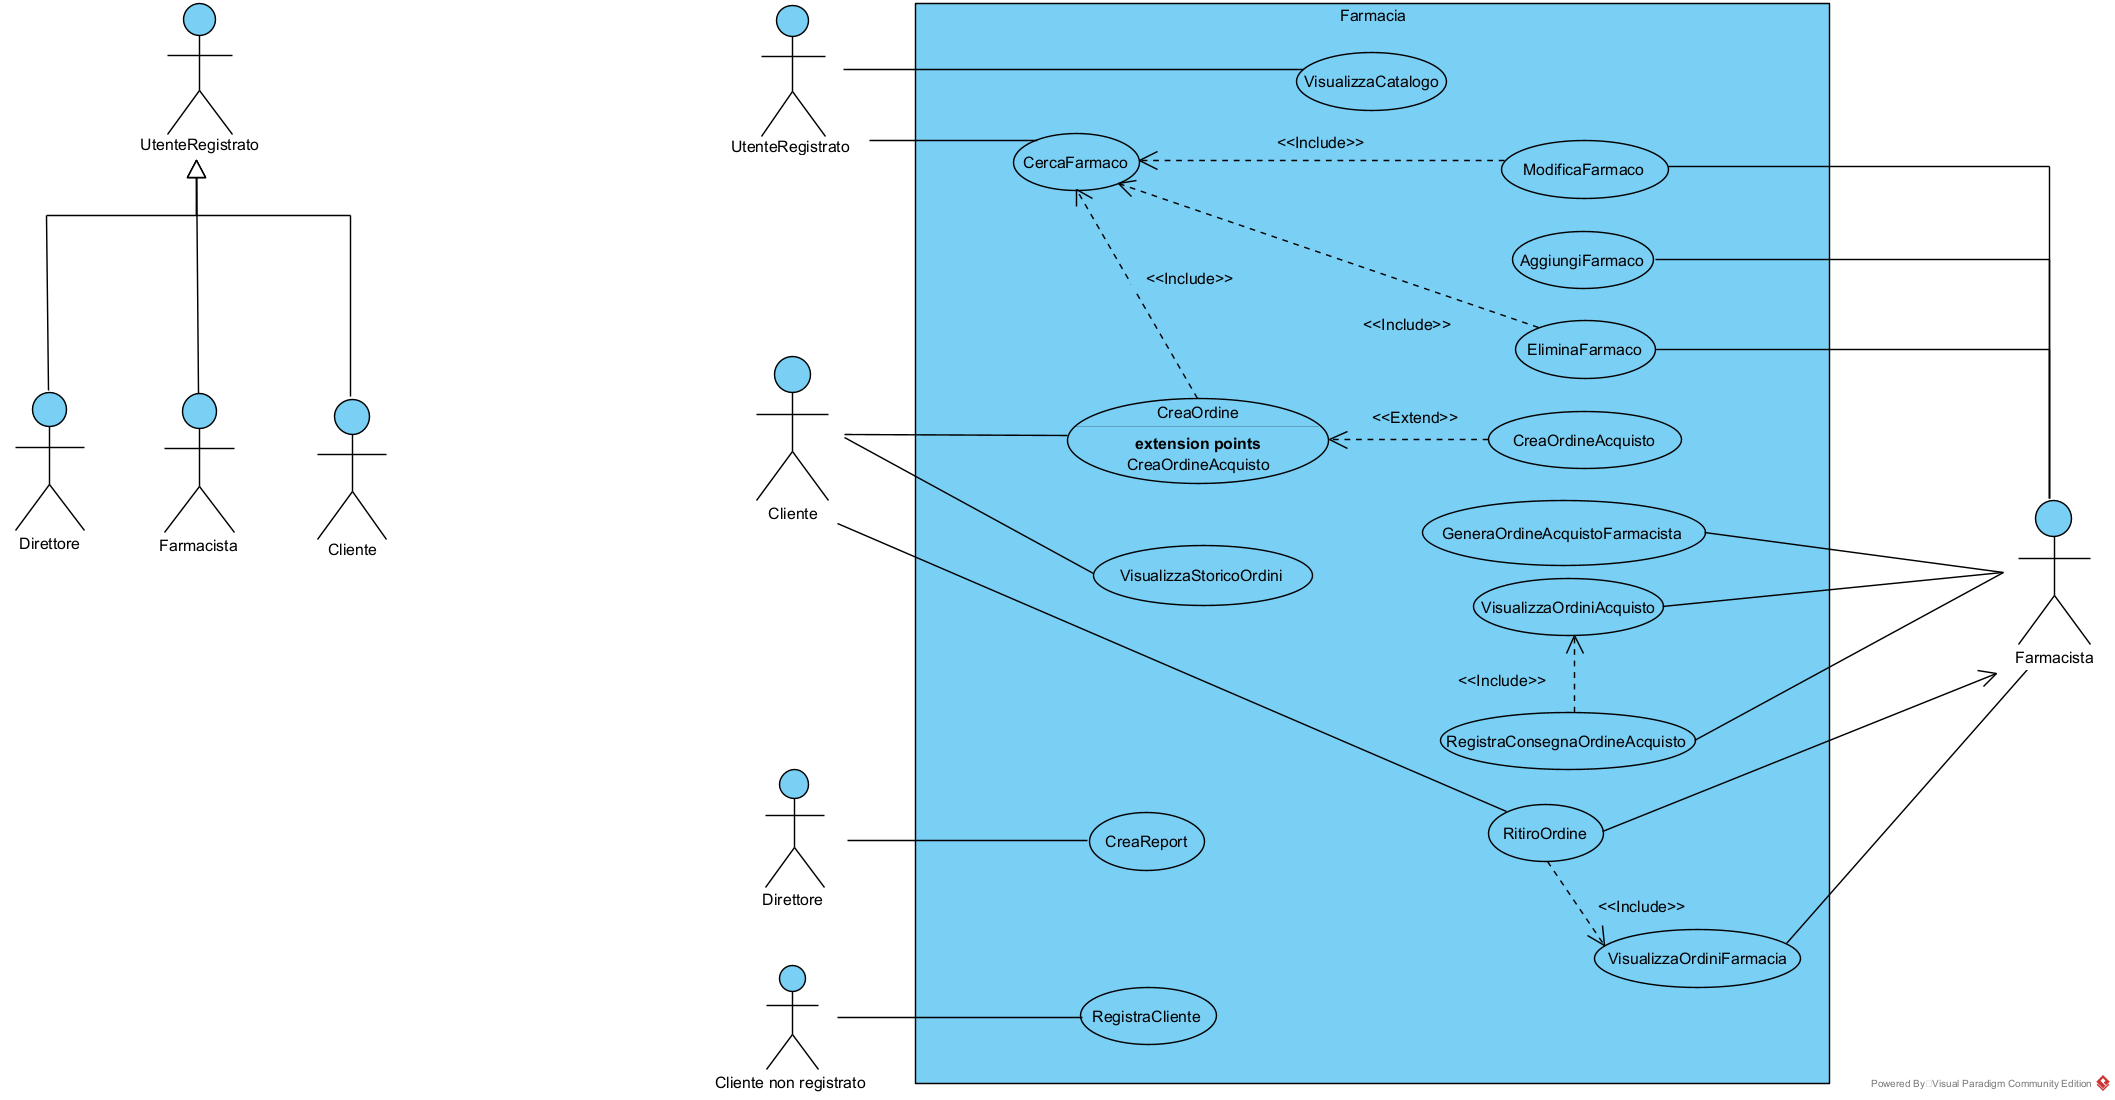 Farmacia
UtenteRegistrato
UtenteRegistrato
VisualizzaCatalogo
CercaFarmaco
<<Include>>
ModificaFarmaco
AggiungiFarmaco
<<Include>>
<<Include>>
EliminaFarmaco
CreaOrdine
extension points
CreaOrdineAcquisto
<<Extend>>
CreaOrdineAcquisto
Cliente
Direttore
Farmacista
Cliente
GeneraOrdineAcquistoFarmacista
VisualizzaStoricoOrdini
VisualizzaOrdiniAcquisto
Farmacista
<<Include>>
RegistraConsegnaOrdineAcquisto
RitiroOrdine
CreaReport
Direttore
<<Include>>
VisualizzaOrdiniFarmacia
RegistraCliente
Cliente non registrato
Powered By Visual Paradigm Community Edition